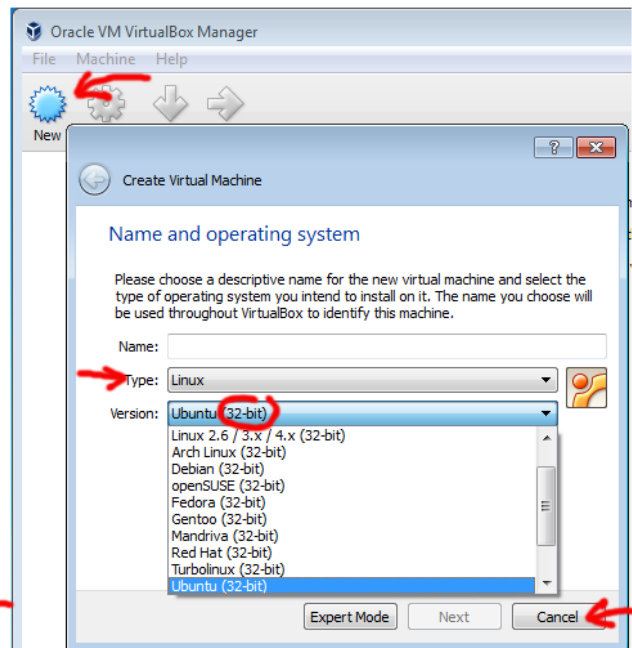 Oracle VM VirtualBox Manager
File Machine Help
New
Create Virtual Machine
Name and operating system
Please choose a descriptive name for the new virtual machine and select the
type of operating system you intend to install on it. The name you choose will
be used throughout VirtualBox to identify this machine.
Name:
Type: Linux
Version: Ubuntu (32-bit)
Linux 2.6 / 3.x / 4.x (32-bit)
Arch Linux (32-bit)
Debian (32-bit)
openSUSE (32-bit)
Fedora (32-bit)
Gentoo (32-bit)
Mandriva (32-bit)
Red Hat (32-bit)
Turbolinux (32-bit)
Ubuntu (32-bit)
Expert Mode Next Cancel